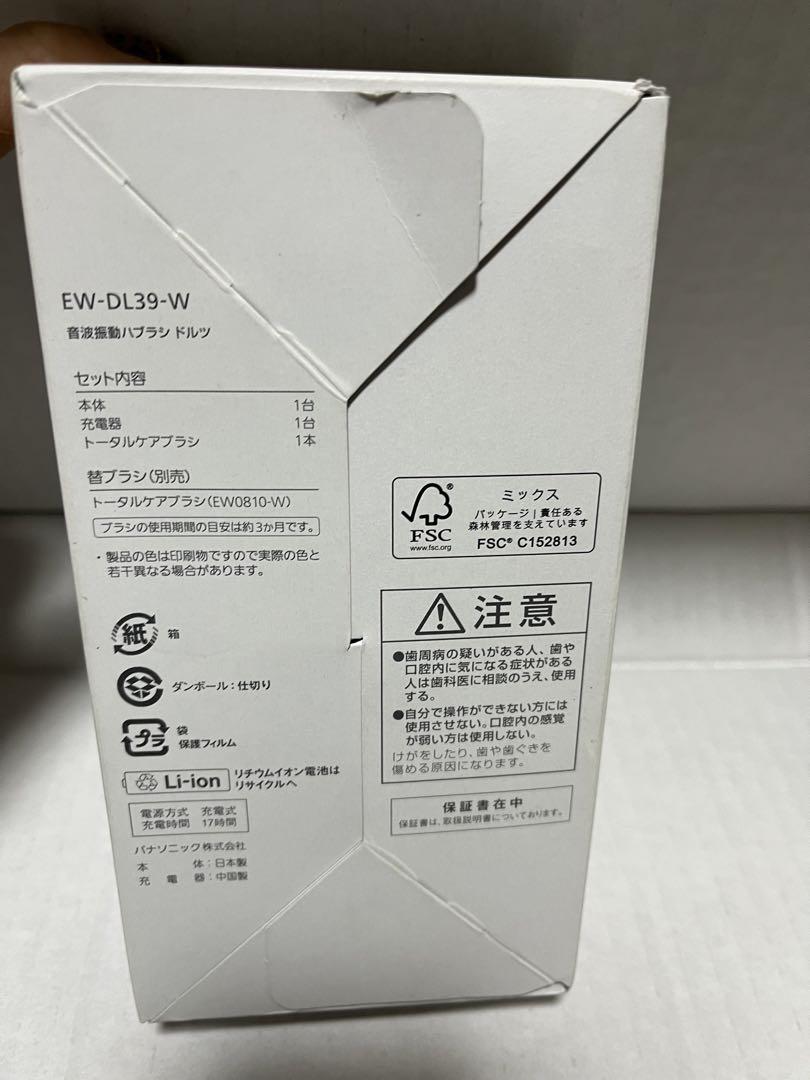 EW-DL39-W
音波振動ハブラシ ドルツ
セット内容
本体 1台
充電器 1台
トータルケアブラシ 1本
替ブラシ(別売)
トータルケアブラシ(EW0810-W)
ブラシの使用期間の目安は約3か月です。
・製品の色は印刷物ですので実際の色と
若干異なる場合があります。
紙 箱
ダンボール:仕切り
プラ 袋
保護フィルム
Li-ion リチウムイオン電池は
リサイクルへ
電源方式 充電式
充電時間 17時間
パナソニック株式会社
本体:日本製
充電器:中国製
FSC®
www.fsc.org
ミックス
パッケージ|責任ある
森林管理を支えています
FSC® C152813
注意
●歯周病の疑いがある人、歯や
口腔内に気になる症状がある
人は歯科医に相談のうえ、使用
する。
●自分で操作ができない方には
使用させない。口腔内の感覚
が弱い方は使用しない。
けがをしたり、歯や歯ぐきを
傷める原因になります。
保証書在中
保証書は、取扱説明書についております。